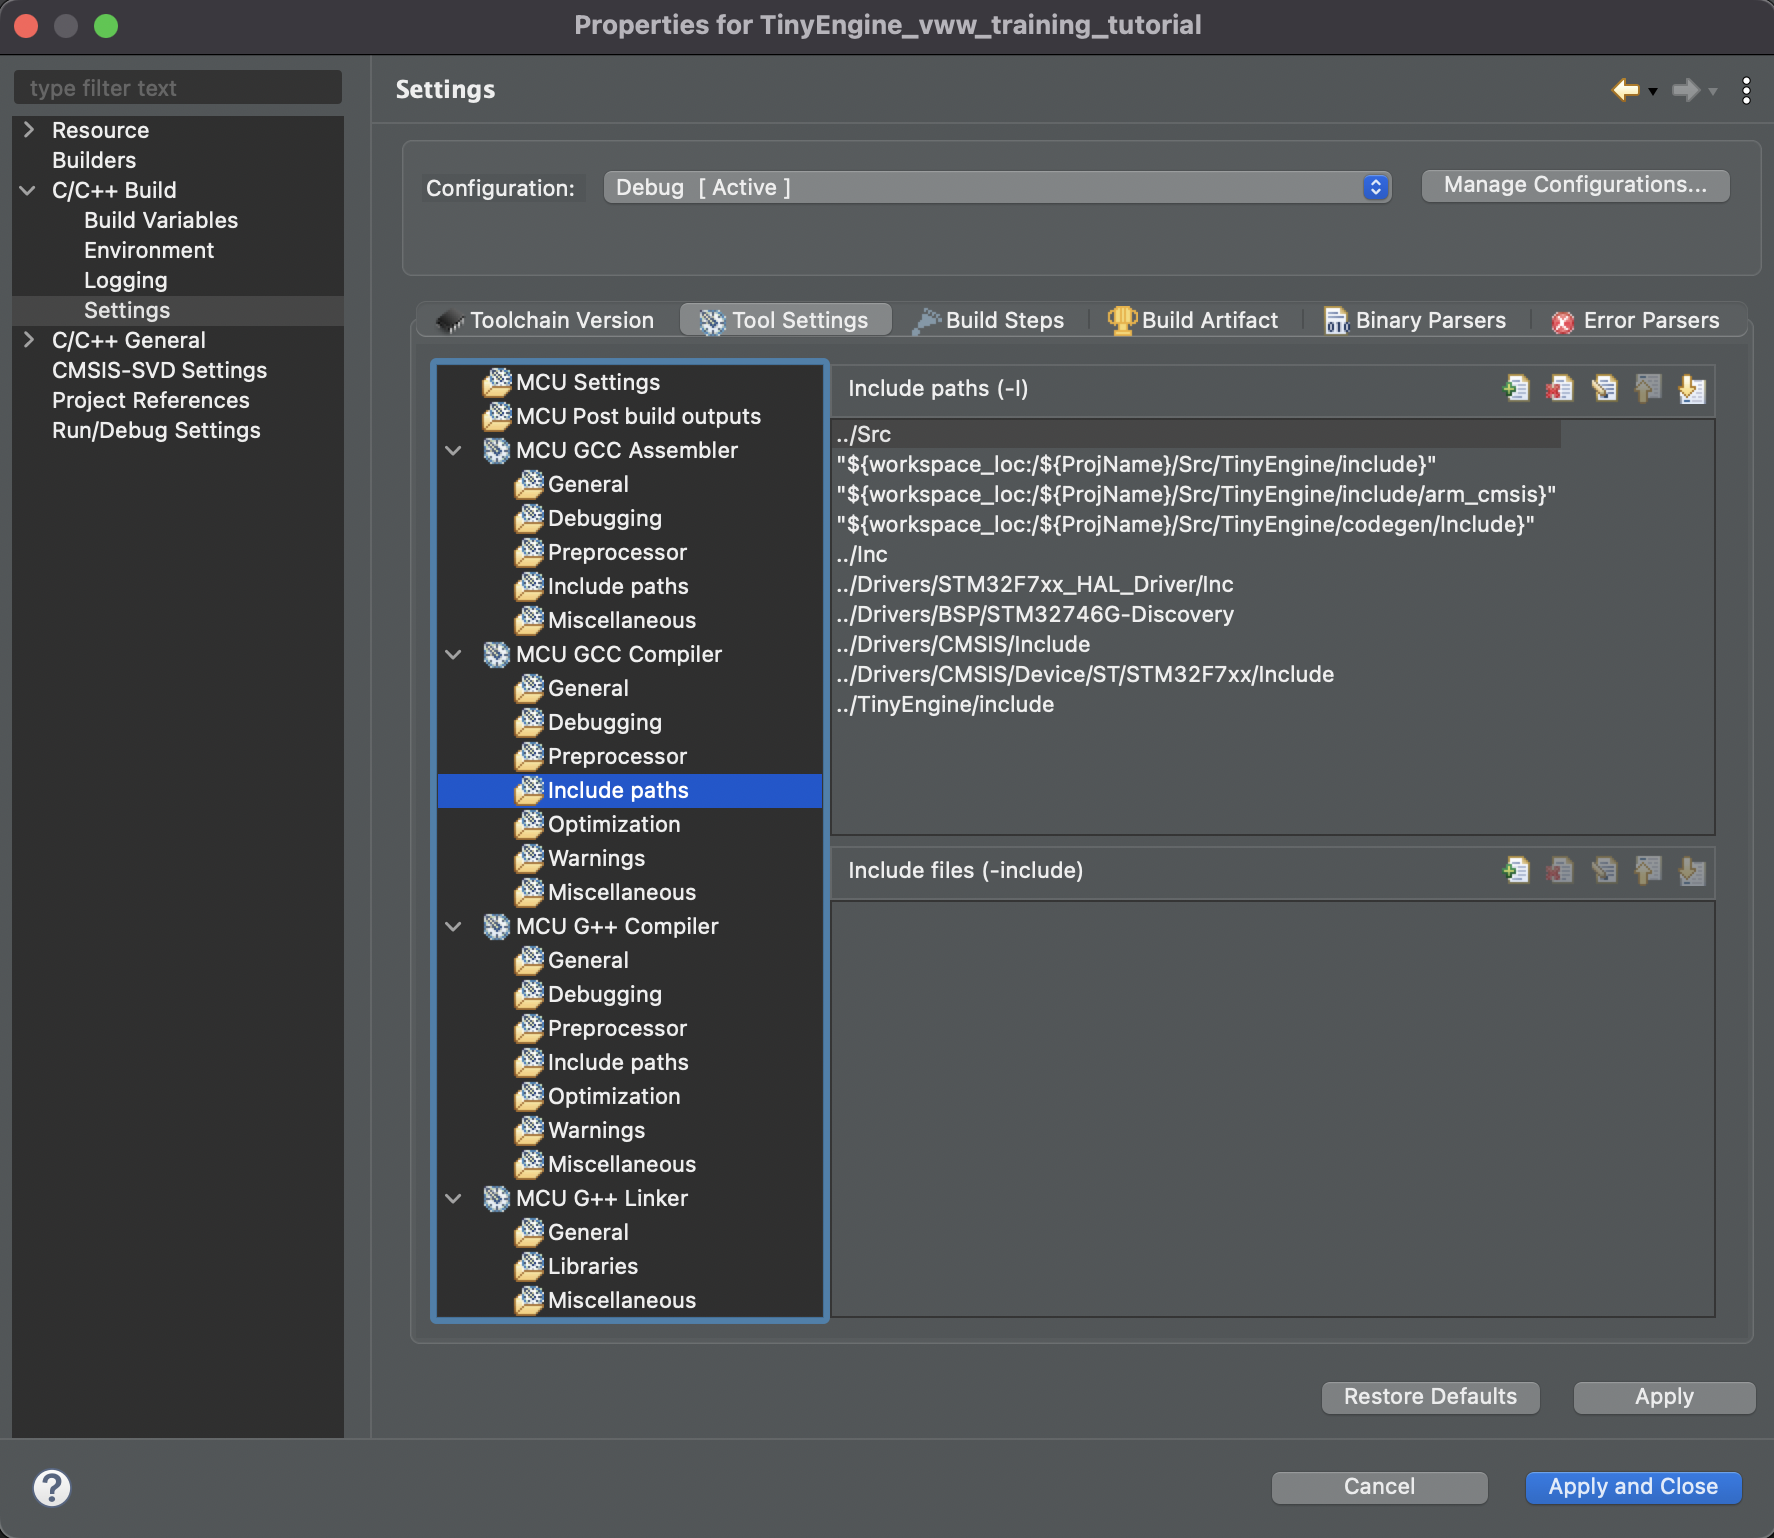 Properties for TinyEngine_vww_training_tutorial
type filter text
Resource
Builders
C/C++ Build
Build Variables
Environment
Logging
Settings
C/C++ General
CMSIS-SVD Settings
Project References
Run/Debug Settings
Settings
Configuration:
Debug [ Active ]
Manage Configurations...
Toolchain Version
Tool Settings
Build Steps
Build Artifact
Binary Parsers
Error Parsers
MCU Settings
MCU Post build outputs
MCU GCC Assembler
General
Debugging
Preprocessor
Include paths
Miscellaneous
MCU GCC Compiler
General
Debugging
Preprocessor
Include paths
Optimization
Warnings
Miscellaneous
MCU G++ Compiler
General
Debugging
Preprocessor
Include paths
Optimization
Warnings
Miscellaneous
MCU G++ Linker
General
Libraries
Miscellaneous
Include paths (-I)
../Src
"${workspace_loc:/${ProjName}/Src/TinyEngine/include}"
"${workspace_loc:/${ProjName}/Src/TinyEngine/include/arm_cmsis}"
"${workspace_loc:/${ProjName}/Src/TinyEngine/codegen/Include}"
../Inc
../Drivers/STM32F7xx_HAL_Driver/Inc
../Drivers/BSP/STM32746G-Discovery
../Drivers/CMSIS/Include
../Drivers/CMSIS/Device/ST/STM32F7xx/Include
../TinyEngine/include
Include files (-include)
Restore Defaults
Apply
?
Cancel
Apply and Close